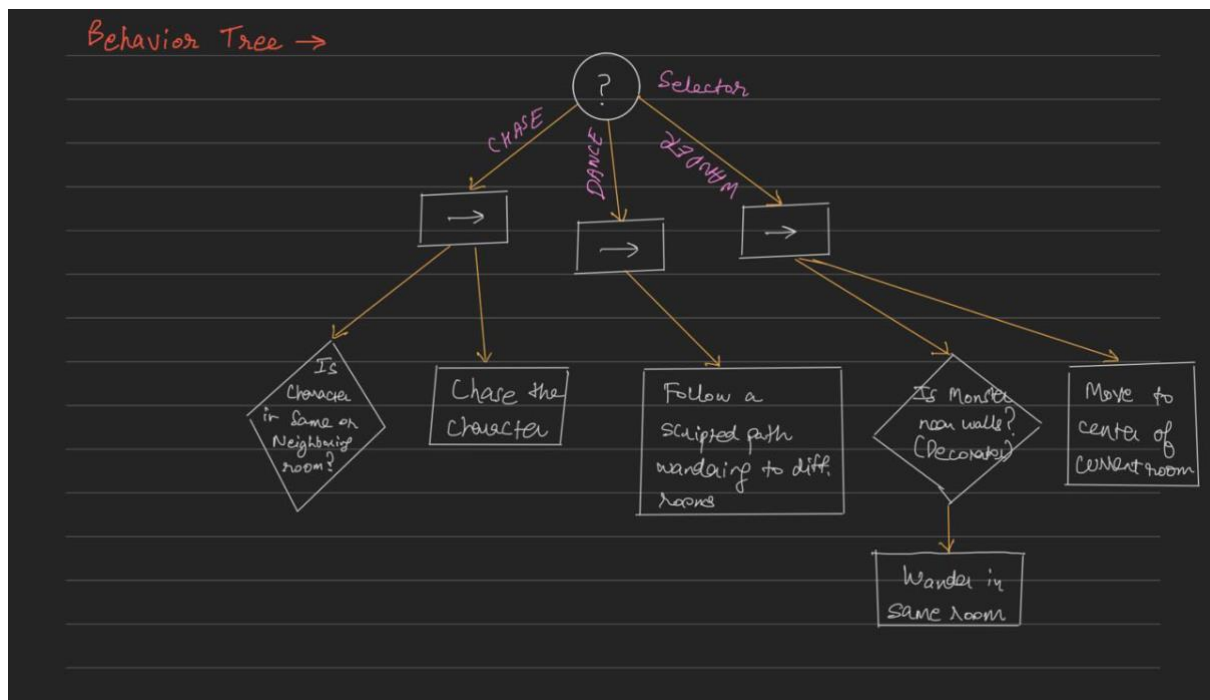 Behavior Tree →
?
Selector
CHASE
DANCE
WANDER
→
→
→
Is
Character
in Same or
Neighboring
room?
Chase the
Character
Follow a
scripted path
wandering to diff.
rooms
Is Monster
near walls?
(Decorator)
Move to
center of
current room
Wander in
same room